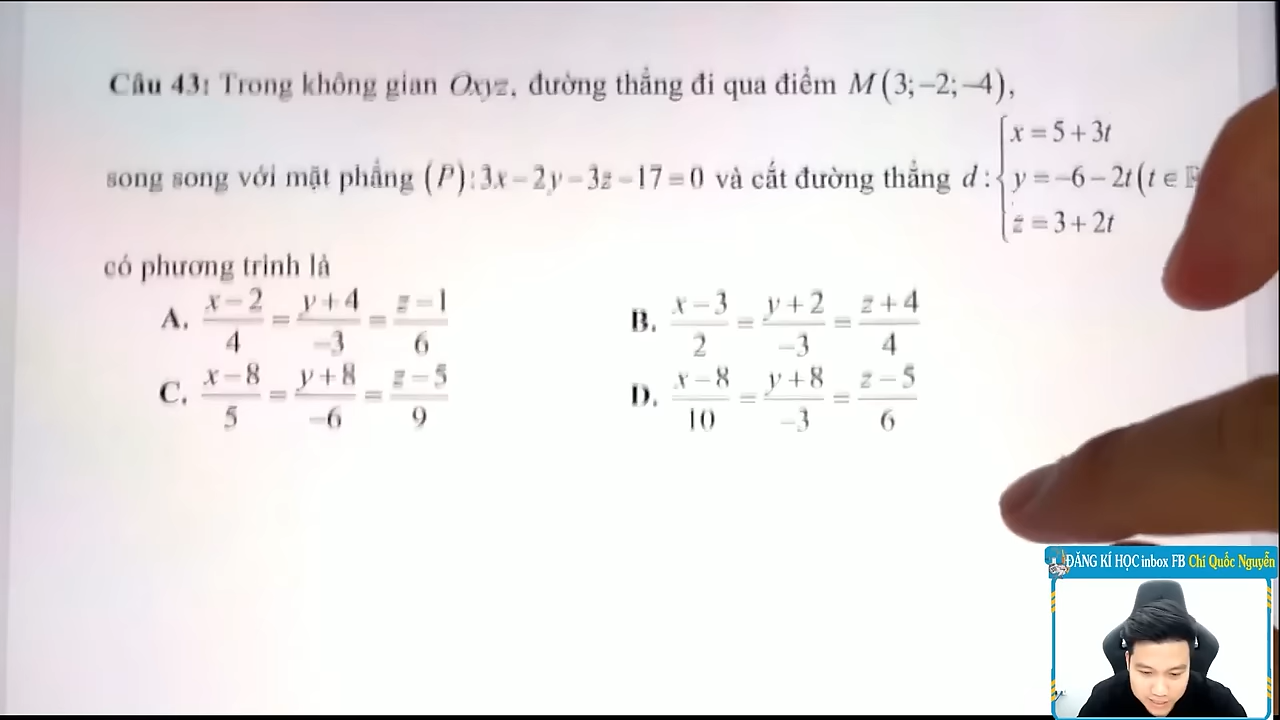 Câu 43: Trong không gian Oxyz, đường thẳng đi qua điểm M(3;−2;−4),
song song với mặt phẳng (P):3x−2y−3z−17=0 và cắt đường thẳng d: { x=5+3t
y=−6−2t (t∈
z=3+2t
có phương trình là
A. (x−2)/4 = (y+4)/−3 = (z−1)/6
B. (x−3)/2 = (y+2)/−3 = (z+4)/4
C. (x−8)/5 = (y+8)/−6 = (z−5)/9
D. (x−8)/10 = (y+8)/−3 = (z−5)/6
ĐĂNG KÍ HỌC inbox FB Chí Quốc Nguyễn